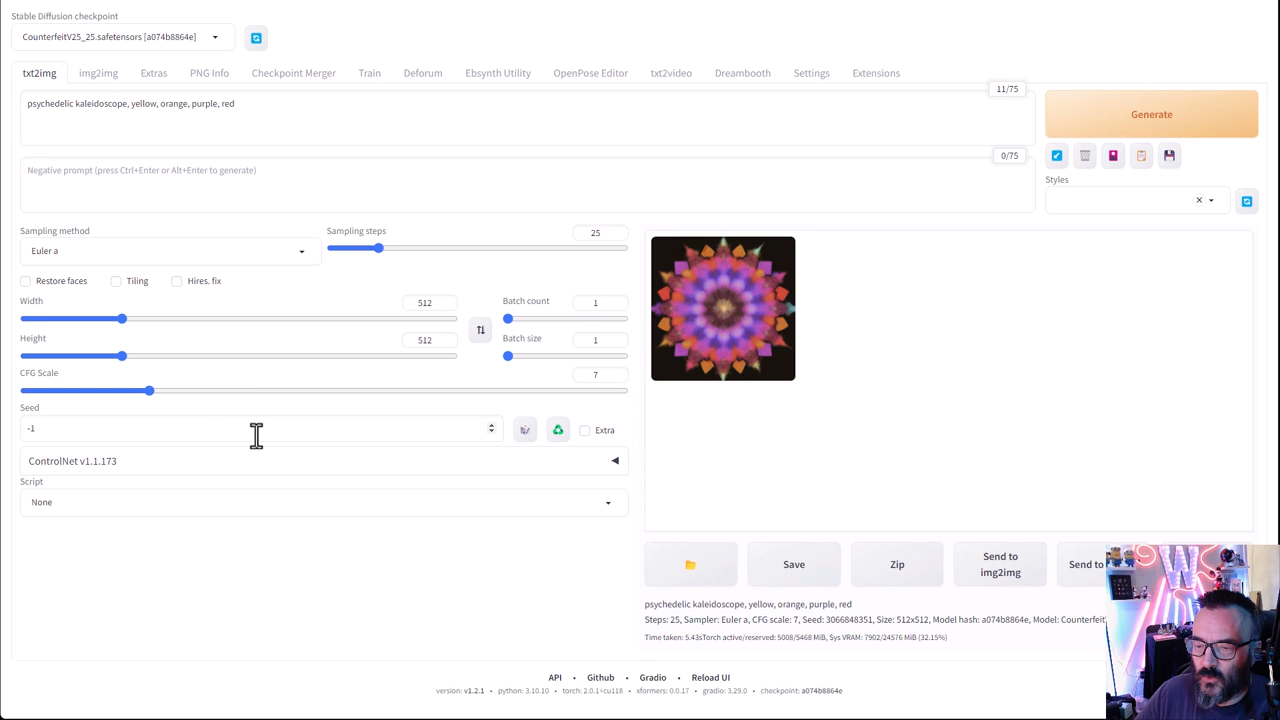 Stable Diffusion checkpoint
CounterfeitV25_25.safetensors [a074b8864e]
txt2img
img2img
Extras
PNG Info
Checkpoint Merger
Train
Deforum
Ebsynth Utility
OpenPose Editor
txt2video
Dreambooth
Settings
Extensions
11/75
psychedelic kaleidoscope, yellow, orange, purple, red
Generate
0/75
Negative prompt (press Ctrl+Enter or Alt+Enter to generate)
Styles
Sampling method
Sampling steps
25
Euler a
Restore faces
Tiling
Hires. fix
Width
512
Batch count
1
Height
512
Batch size
1
CFG Scale
7
Seed
-1
Extra
ControlNet v1.1.173
Script
None
Save
Zip
Send to
img2img
Send to
psychedelic kaleidoscope, yellow, orange, purple, red
Steps: 25, Sampler: Euler a, CFG scale: 7, Seed: 3066848351, Size: 512x512, Model hash: a074b8864e, Model: Counterfeit
Time taken: 5.43sTorch active/reserved: 5008/5468 MiB, Sys VRAM: 7902/24576 MiB (32.15%)
API • Github • Gradio • Reload UI
version: v1.2.1 • python: 3.10.10 • torch: 2.0.1+cu118 • xformers: 0.0.17 • gradio: 3.29.0 • checkpoint: a074b8864e